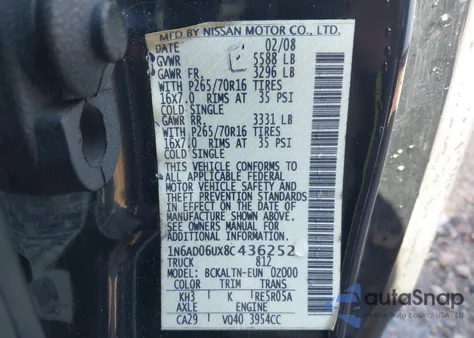 MFD BY NISSAN MOTOR CO., LTD.
DATE 02/08
GVWR 5588 LB
GAWR FR. 3296 LB
WITH P265/70R16 TIRES
16X7.0 RIMS AT 35 PSI
COLD SINGLE
GAWR RR. 3331 LB
WITH P265/70R16 TIRES
16X7.0 RIMS AT 35 PSI
COLD SINGLE
THIS VEHICLE CONFORMS TO
ALL APPLICABLE FEDERAL
MOTOR VEHICLE SAFETY AND
THEFT PREVENTION STANDARDS
IN EFFECT ON THE DATE OF
MANUFACTURE SHOWN ABOVE.
SEE OWNERS MANUAL FOR
ADDITIONAL INFORMATION.
1N6AD06UX8C436252
TRUCK 812
MODEL: BCKALTN-EUN 0Z000
COLOR TRIM TRANS
KH3 K RE5R05A
AXLE ENGINE
CA29 VQ40 3954CC
AutoSnap